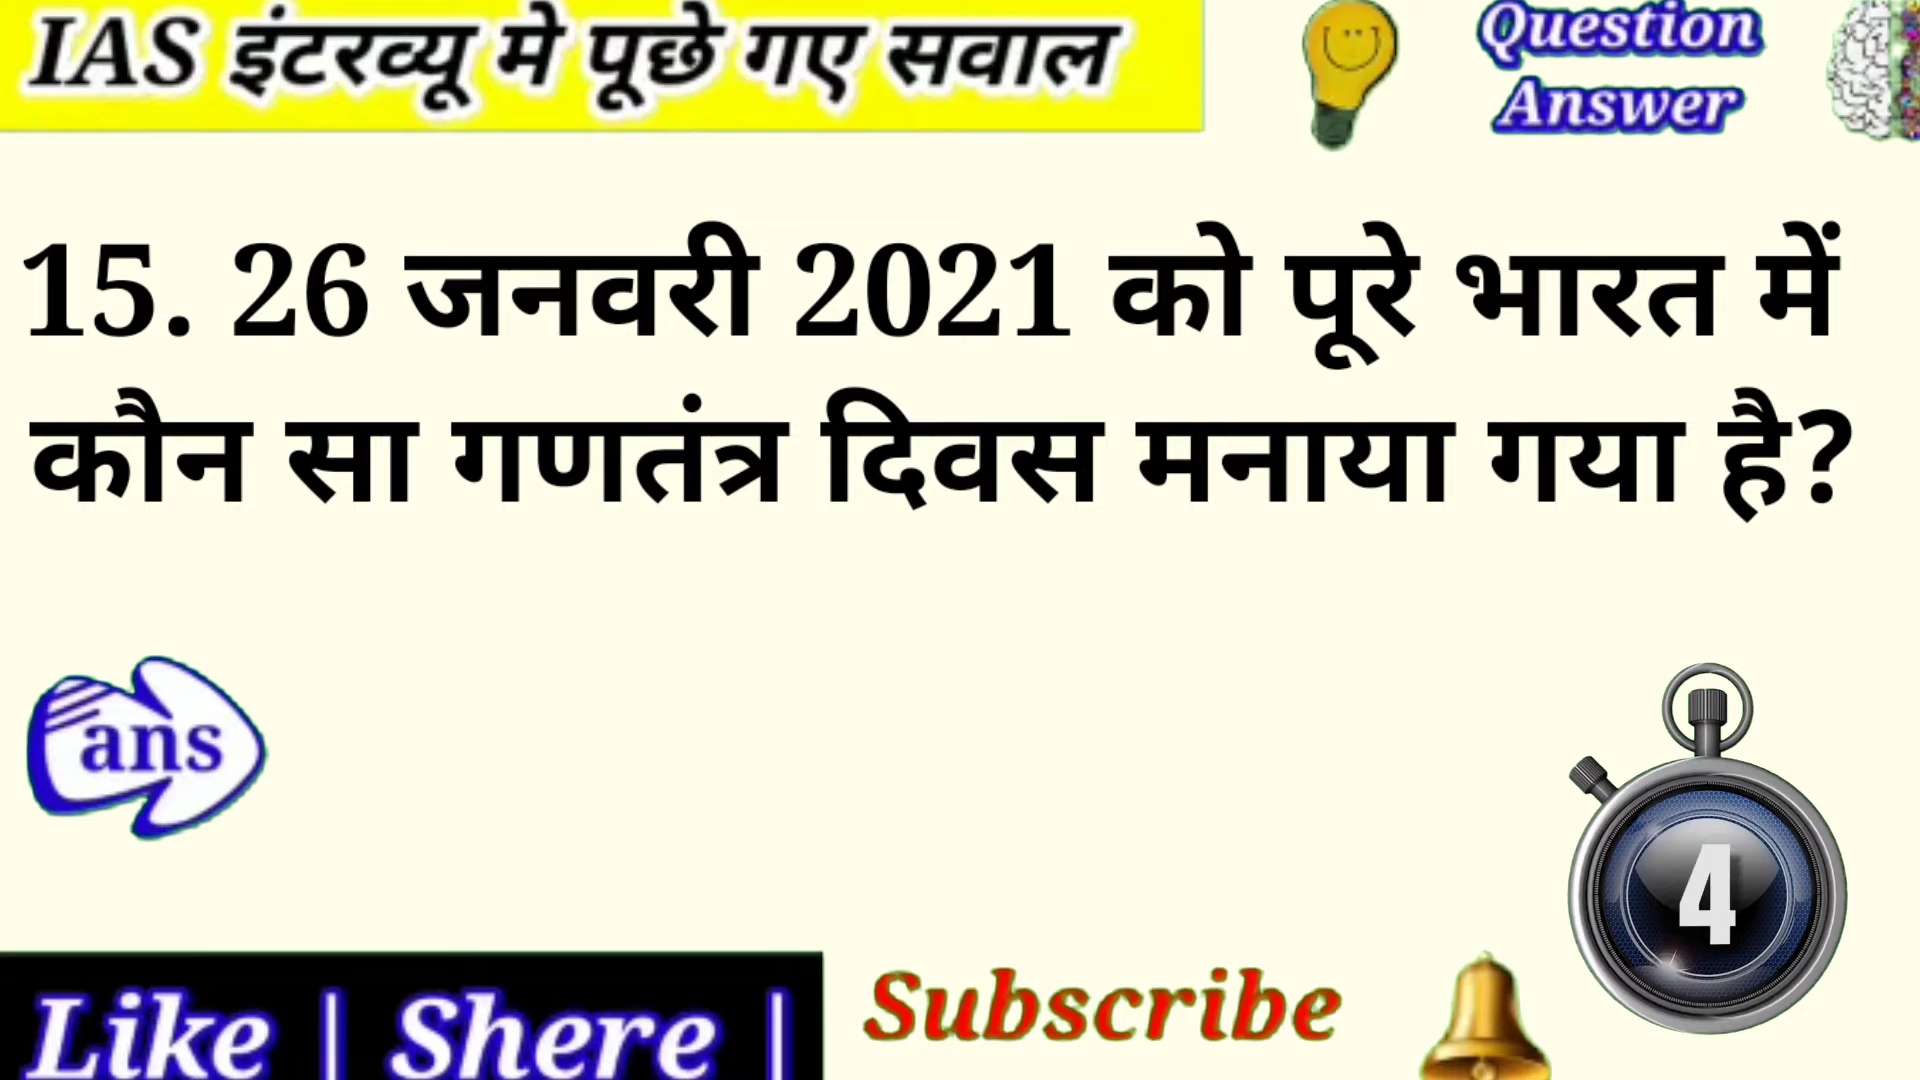 IAS इंटरव्यू मे पूछे गए सवाल
Question
Answer
15. 26 जनवरी 2021 को पूरे भारत में
कौन सा गणतंत्र दिवस मनाया गया है?
ans
4
Like | Shere |
Subscribe